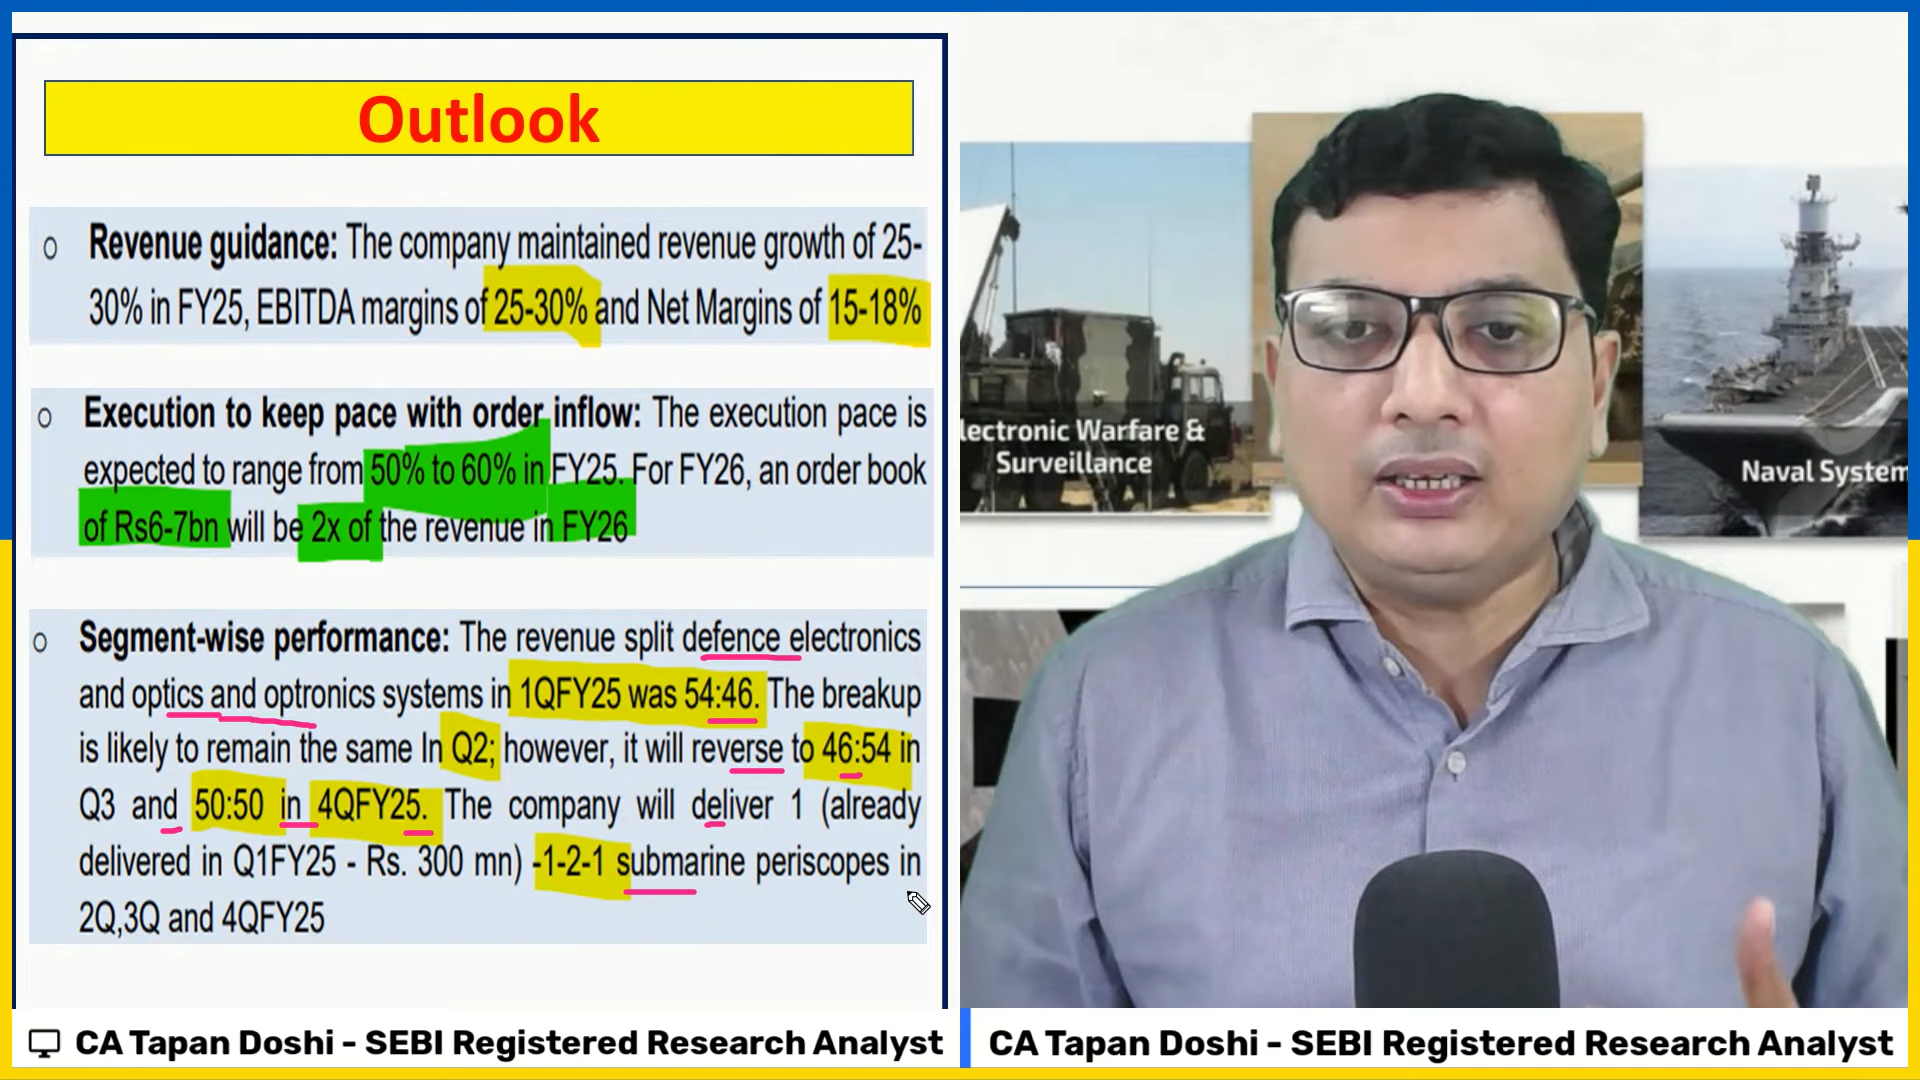 Outlook
o Revenue guidance: The company maintained revenue growth of 25-
30% in FY25, EBITDA margins of 25-30% and Net Margins of 15-18%
o Execution to keep pace with order inflow: The execution pace is
expected to range from 50% to 60% in FY25. For FY26, an order book
of Rs6-7bn will be 2x of the revenue in FY26
o Segment-wise performance: The revenue split defence electronics
and optics and optronics systems in 1QFY25 was 54:46. The breakup
is likely to remain the same In Q2; however, it will reverse to 46:54 in
Q3 and 50:50 in 4QFY25. The company will deliver 1 (already
delivered in Q1FY25 - Rs. 300 mn) -1-2-1 submarine periscopes in
2Q,3Q and 4QFY25
lectronic Warfare &
Surveillance
Naval System
CA Tapan Doshi - SEBI Registered Research Analyst
CA Tapan Doshi - SEBI Registered Research Analyst